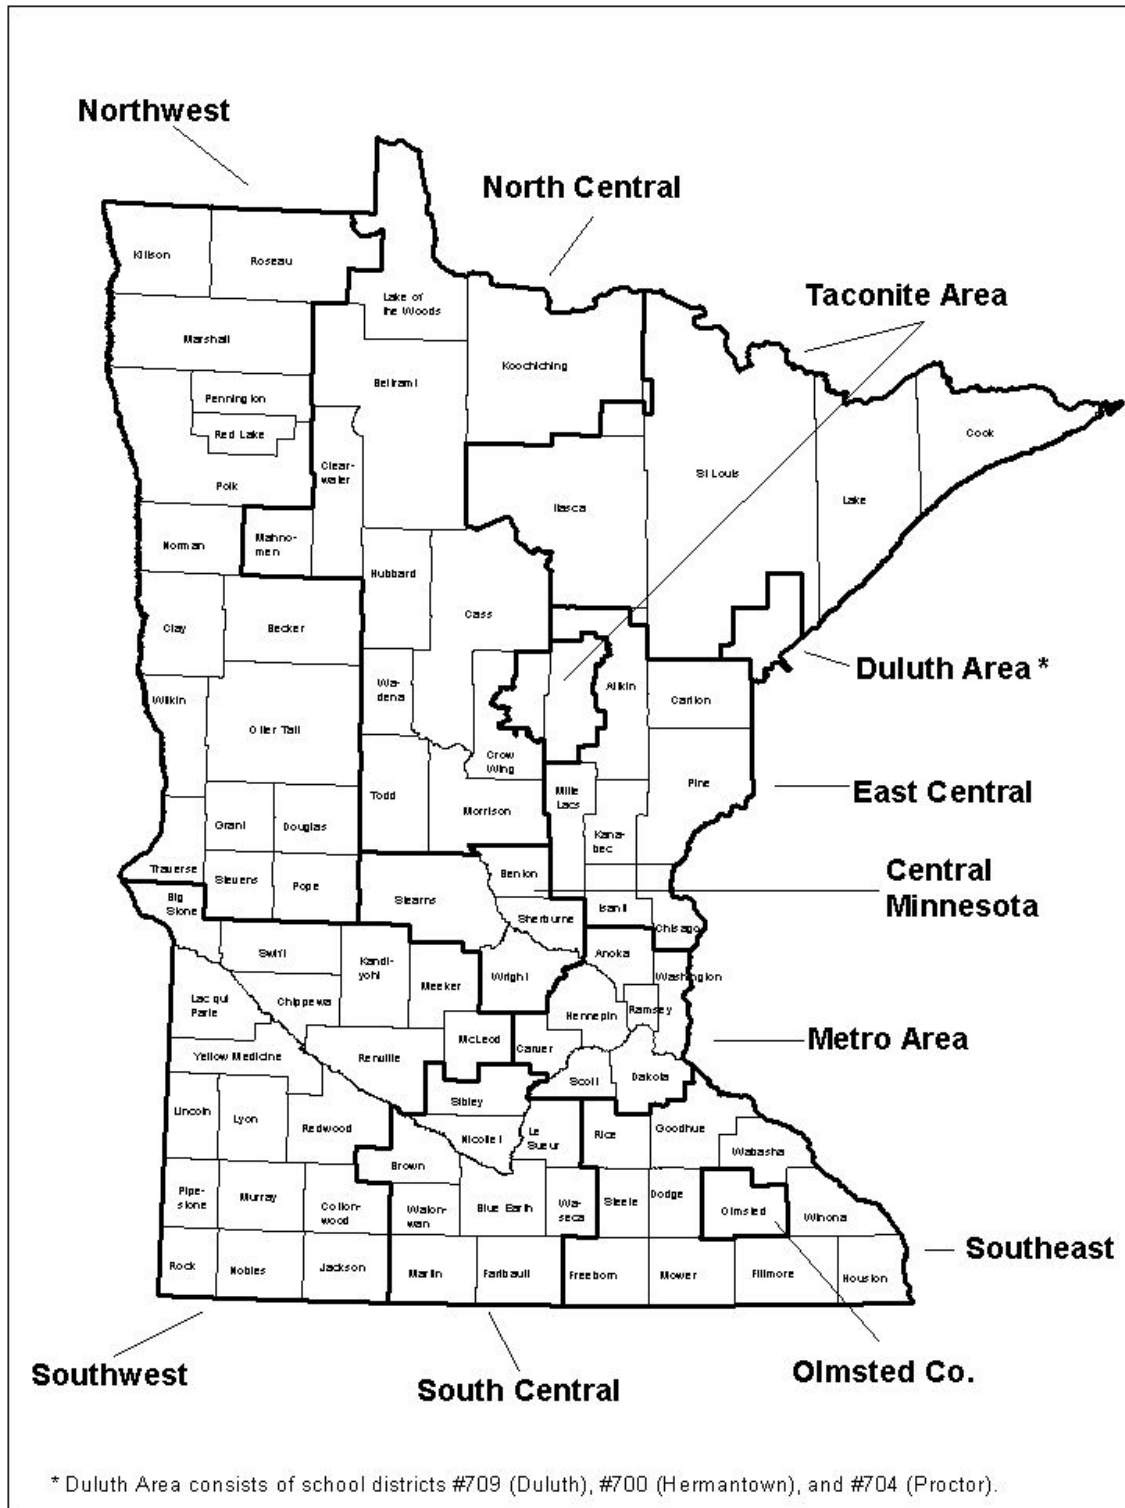 Northwest
North Central
Kittson
Roseau
Taconite Area
Lake of
the Woods
Marshall
Koochiching
Beltrami
Pennington
Red Lake
Cook
Clear-
water
St Louis
Polk
Lake
Itasca
Norman
Mahno-
men
Hubbard
Cass
Clay
Becker
Duluth Area *
Wa-
dena
Aitkin
Carlton
Wilkin
Otter Tail
Crow
Wing
Pine
East Central
Todd
Mille
Lacs
Morrison
Grant
Douglas
Kana-
bec
Traverse
Stevens
Pope
Benton
Central
Minnesota
Big
Stone
Stearns
Isanti
Sherburne
Chisago
Swift
Kandi-
yohi
Anoka
Wright
Washington
Meeker
Lac qui
Parle
Chippewa
Hennepin
Ramsey
Metro Area
McLeod
Carver
Yellow Medicine
Renville
Scott
Dakota
Sibley
Lincoln
Lyon
Redwood
Nicollet
Le
Sueur
Rice
Goodhue
Wabasha
Brown
Pipe-
stone
Murray
Cotton-
wood
Waton-
wan
Blue Earth
Wa-
seca
Steele
Dodge
Olmsted
Winona
Southeast
Rock
Nobles
Jackson
Martin
Faribault
Freeborn
Mower
Fillmore
Houston
Southwest
South Central
Olmsted Co.
* Duluth Area consists of school districts #709 (Duluth), #700 (Hermantown), and #704 (Proctor).